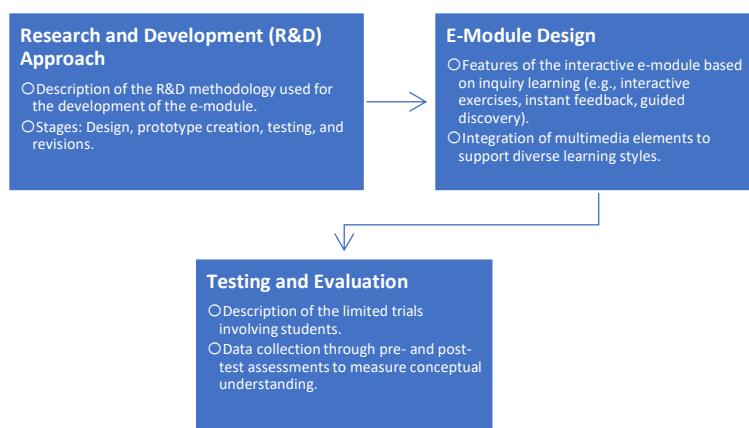 Research and Development (R&D)
Approach
○Description of the R&D methodology used for
the development of the e-module.
○Stages: Design, prototype creation, testing, and
revisions.
E-Module Design
○Features of the interactive e-module based
on inquiry learning (e.g., interactive
exercises, instant feedback, guided
discovery).
○Integration of multimedia elements to
support diverse learning styles.
Testing and Evaluation
○Description of the limited trials
involving students.
○Data collection through pre- and post-
test assessments to measure conceptual
understanding.